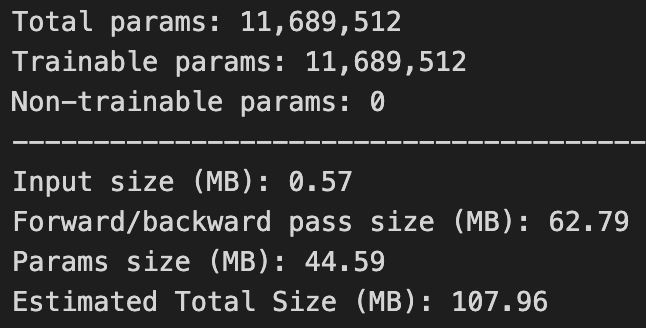 Total params: 11,689,512
Trainable params: 11,689,512
Non-trainable params: 0
----------------------------------------
Input size (MB): 0.57
Forward/backward pass size (MB): 62.79
Params size (MB): 44.59
Estimated Total Size (MB): 107.96